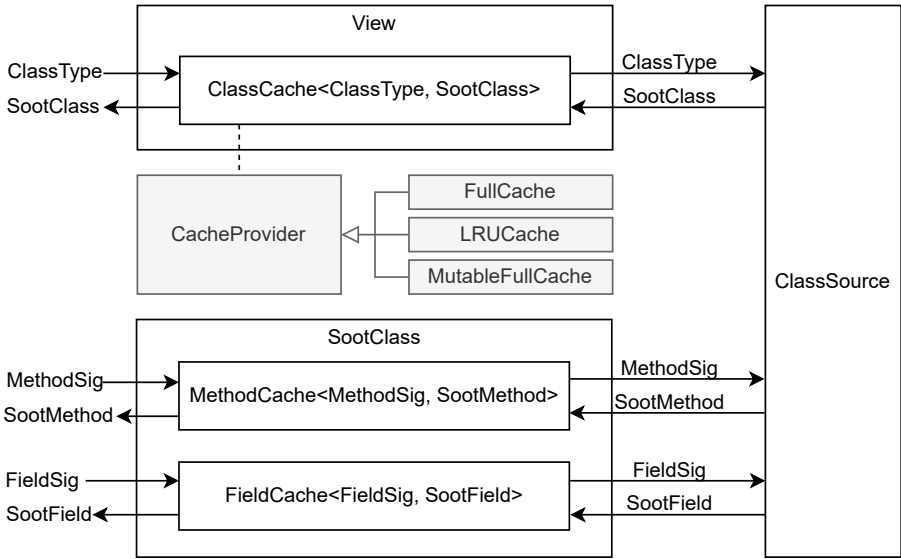 View
ClassType
ClassCache<ClassType, SootClass>
ClassType
SootClass
SootClass
CacheProvider
FullCache
LRUCache
MutableFullCache
ClassSource
SootClass
MethodSig
MethodCache<MethodSig, SootMethod>
MethodSig
SootMethod
SootMethod
FieldSig
FieldCache<FieldSig, SootField>
FieldSig
SootField
SootField